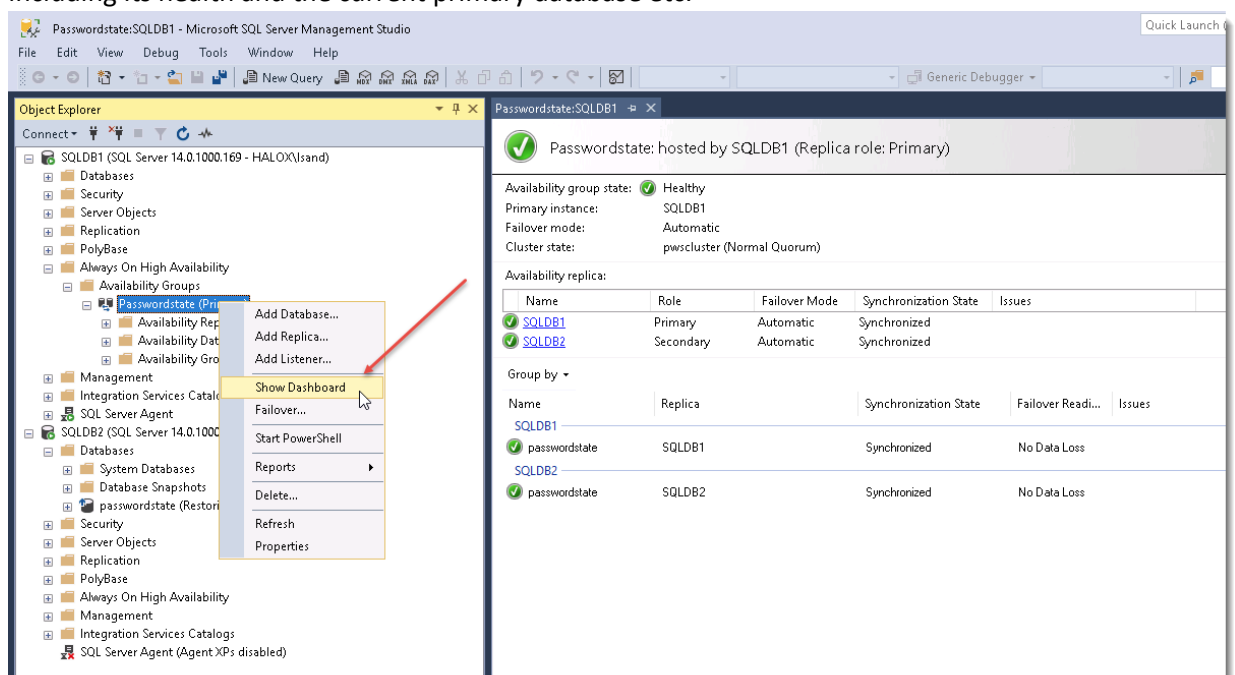 including its health and the current primary database etc.
Passwordstate:SQLDB1 - Microsoft SQL Server Management Studio
Quick Launch
File Edit View Debug Tools Window Help
New Query MDX DMX XMLA DAX
Generic Debugger
Object Explorer
Connect
SQLDB1 (SQL Server 14.0.1000.169 - HALOX\lsand)
Databases
Security
Server Objects
Replication
PolyBase
Always On High Availability
Availability Groups
Passwordstate (Pri
Availability Rep
Availability Dat
Availability Gro
Management
Integration Services Catalo
SQL Server Agent
SQLDB2 (SQL Server 14.0.1000
Databases
System Databases
Database Snapshots
passwordstate (Restori
Security
Server Objects
Replication
PolyBase
Always On High Availability
Management
Integration Services Catalogs
SQL Server Agent (Agent XPs disabled)
Add Database...
Add Replica...
Add Listener...
Show Dashboard
Failover...
Start PowerShell
Reports
Delete...
Refresh
Properties
Passwordstate:SQLDB1
Passwordstate: hosted by SQLDB1 (Replica role: Primary)
Availability group state: Healthy
Primary instance: SQLDB1
Failover mode: Automatic
Cluster state: pwscluster (Normal Quorum)
Availability replica:
Name Role Failover Mode Synchronization State Issues
SQLDB1 Primary Automatic Synchronized
SQLDB2 Secondary Automatic Synchronized
Group by
Name Replica Synchronization State Failover Readi... Issues
SQLDB1
passwordstate SQLDB1 Synchronized No Data Loss
SQLDB2
passwordstate SQLDB2 Synchronized No Data Loss